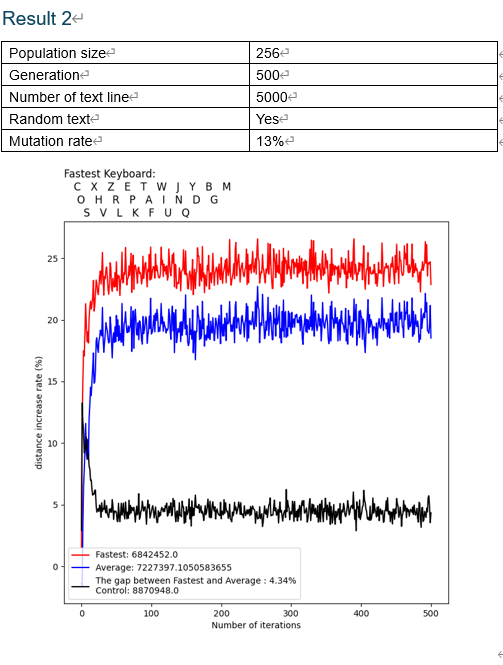 Result 2
Population size 256
Generation 500
Number of text line 5000
Random text Yes
Mutation rate 13%
Fastest Keyboard:
C X Z E T W J Y B M
O H R P A I N D G
S V L K F U Q
25
20
15
10
5
0
distance increase rate (%)
Fastest: 6842452.0
Average: 7227397.1050583655
The gap between Fastest and Average : 4.34%
Control: 8870948.0
0 100 200 300 400 500
Number of iterations